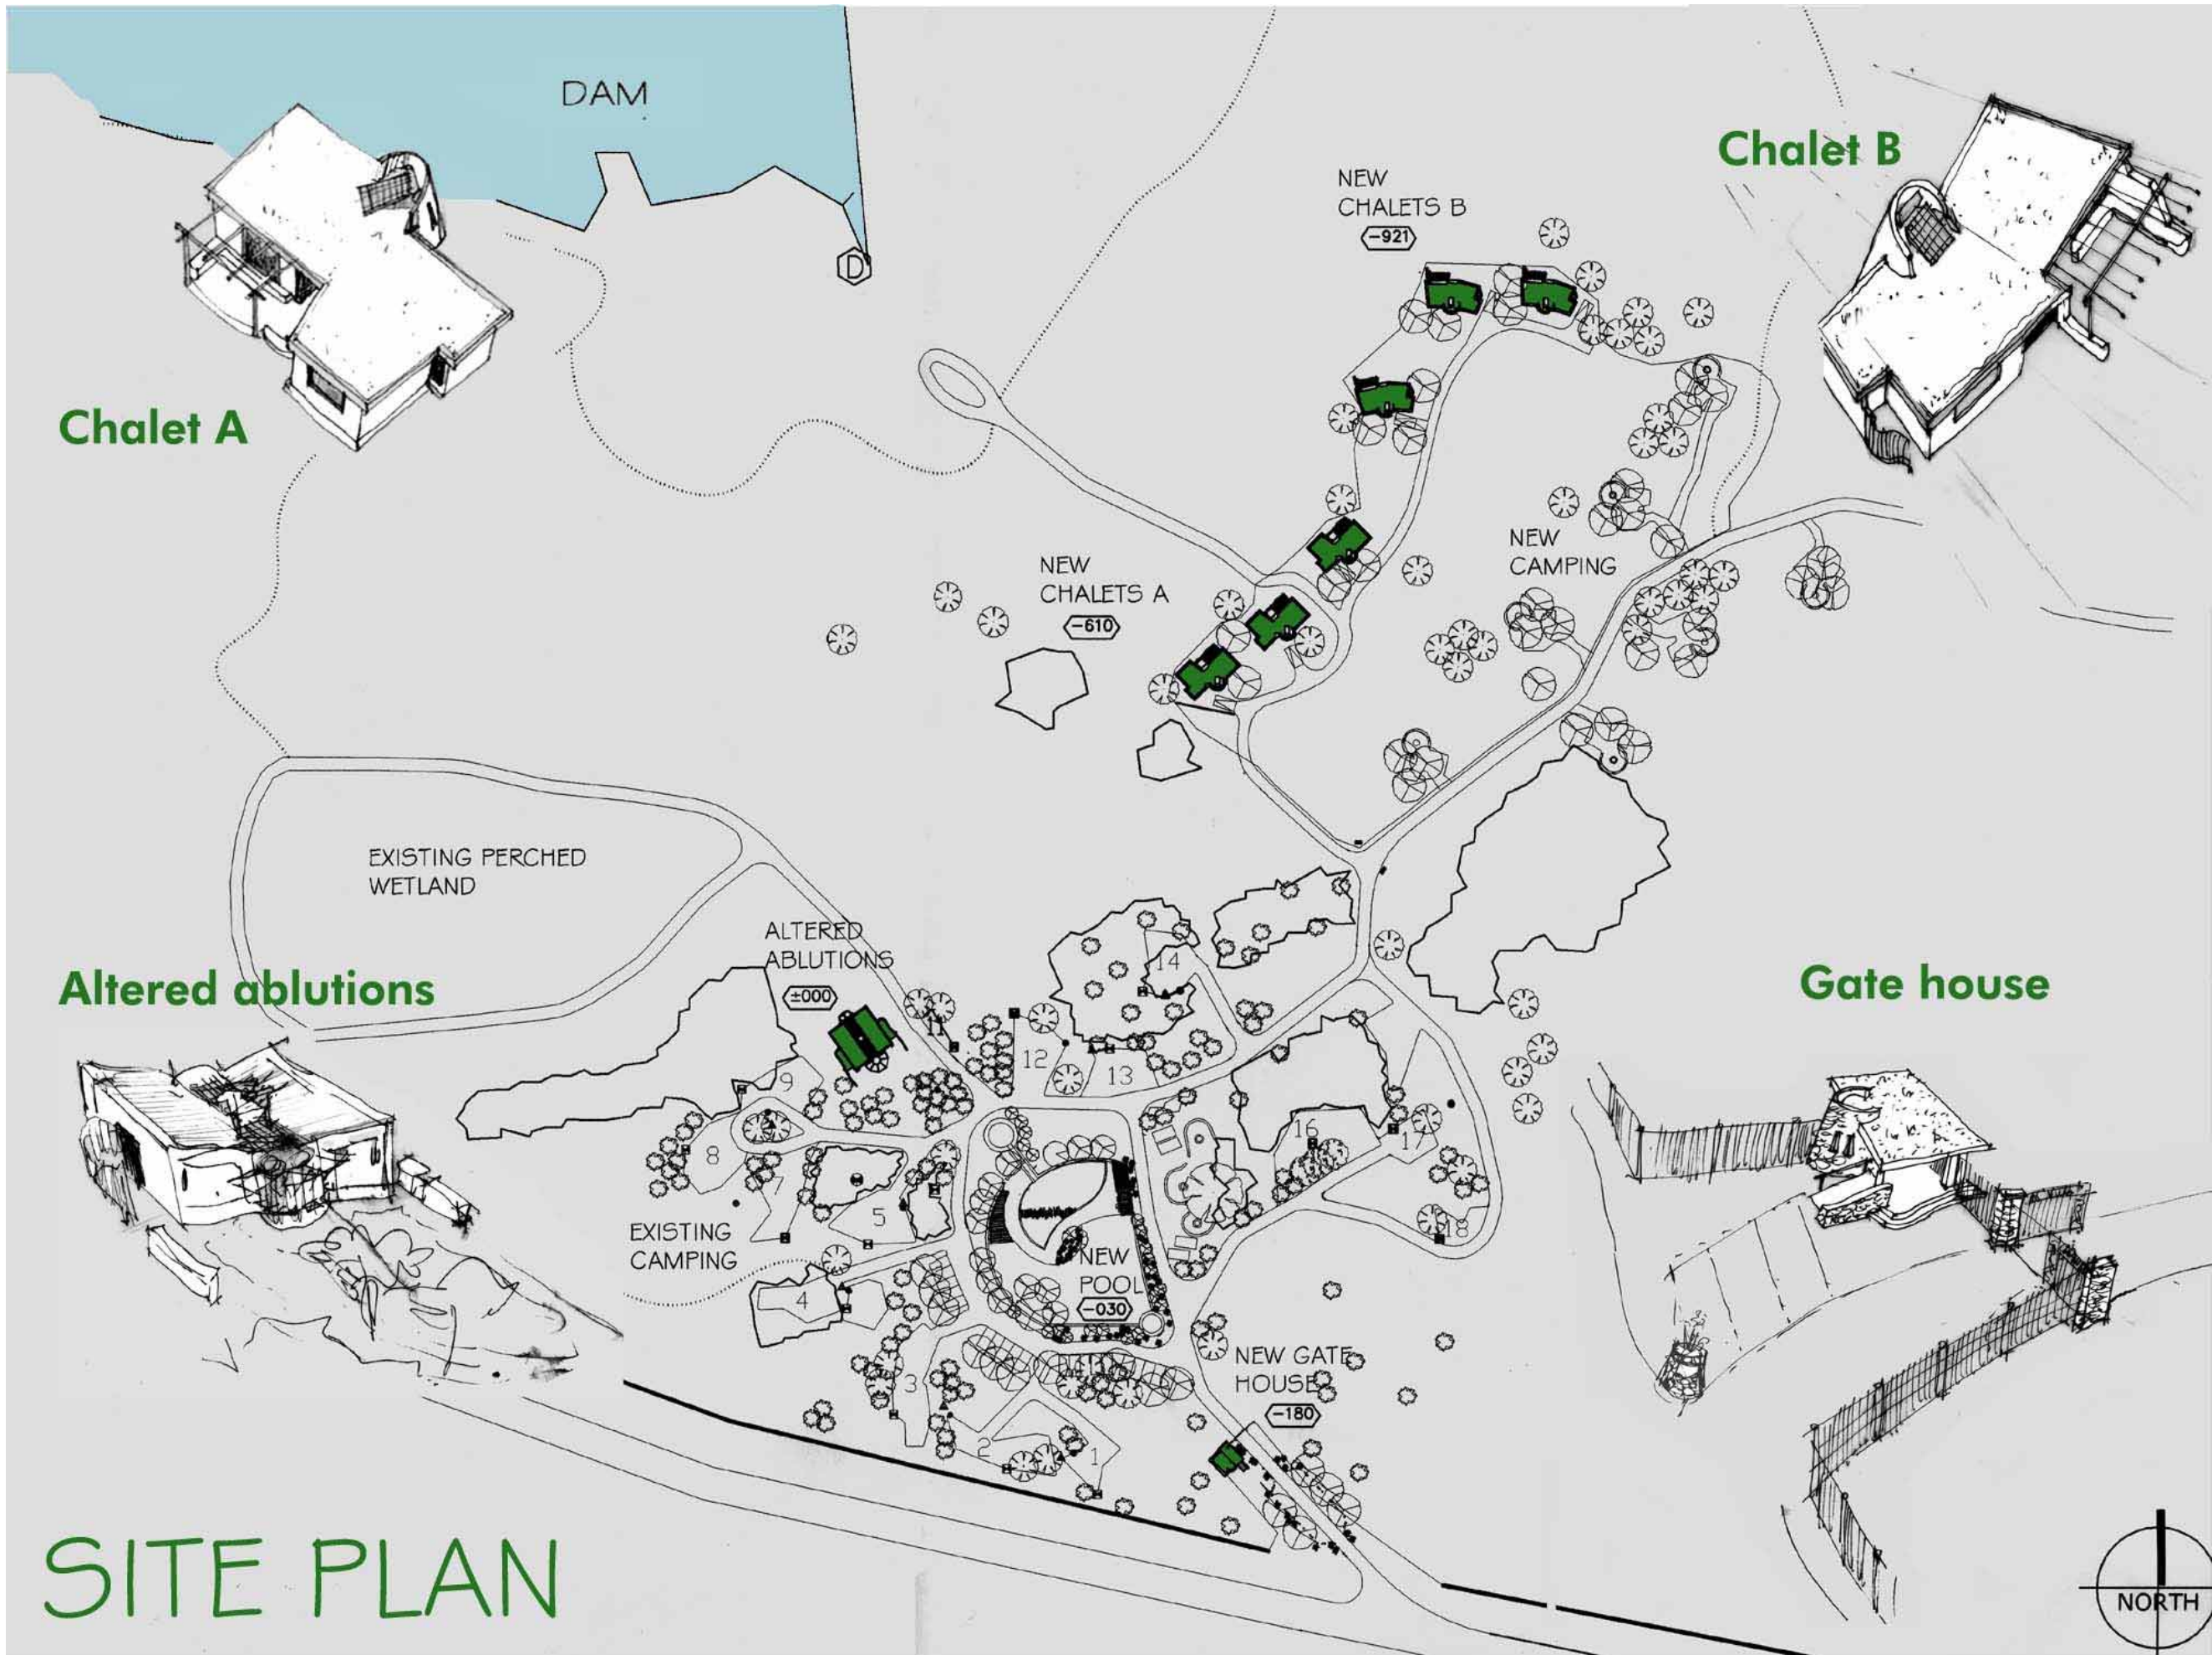 DAM
Chalet B
NEW
CHALETS B
-921
D
Chalet A
NEW
CAMPING
NEW
CHALETS A
-610
EXISTING PERCHED
WETLAND
ALTERED
ABLUTIONS
±000
Altered ablutions
Gate house
14
11
12
13
9
8
16
17
7
5
18
EXISTING
CAMPING
NEW
POOL
-030
4
NEW GATE
HOUSE
-180
3
2
1
SITE PLAN
NORTH